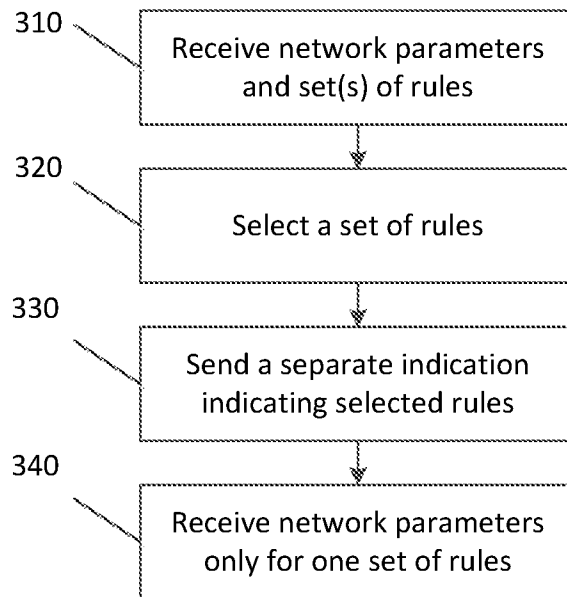 310
Receive network parameters
and set(s) of rules
320
Select a set of rules
330
Send a separate indication
indicating selected rules
340
Receive network parameters
only for one set of rules